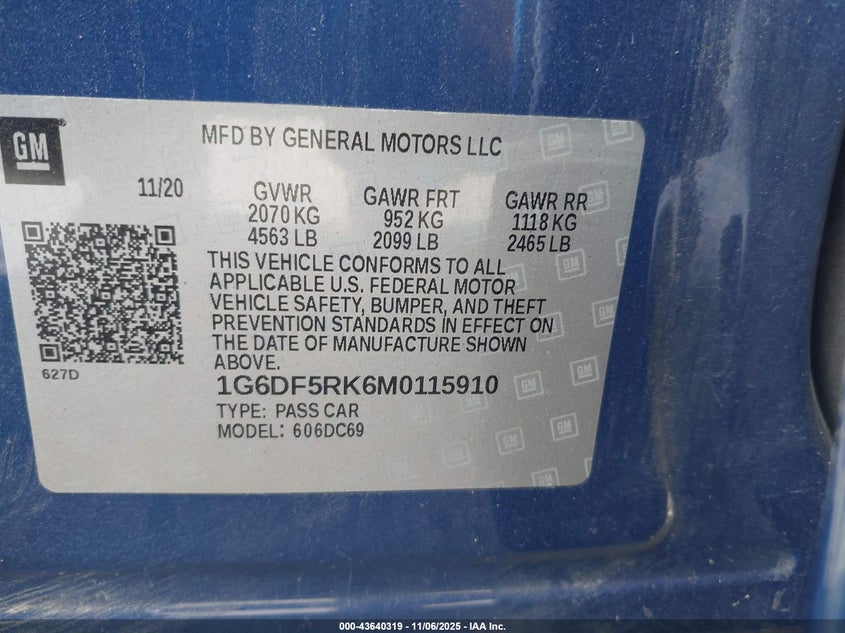 GM
MFD BY GENERAL MOTORS LLC
11/20
GVWR
2070 KG
4563 LB
GAWR FRT
952 KG
2099 LB
GAWR RR
1118 KG
2465 LB
THIS VEHICLE CONFORMS TO ALL
APPLICABLE U.S. FEDERAL MOTOR
VEHICLE SAFETY, BUMPER, AND THEFT
PREVENTION STANDARDS IN EFFECT ON
THE DATE OF MANUFACTURE SHOWN
ABOVE.
627D
1G6DF5RK6M0115910
TYPE: PASS CAR
MODEL: 606DC69
000-43640319 - 11/06/2025 - IAA Inc.